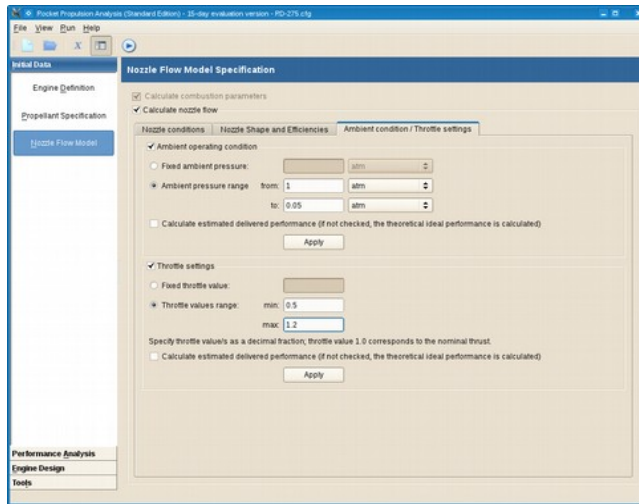 Pocket Propulsion Analysis (Standard Edition) - 15-day evaluation version - RD-275.cfg
File View Run Help
X
Initial Data
Nozzle Flow Model Specification
Engine Definition
Propellant Specification
Nozzle Flow Model
Calculate combustion parameters
Calculate nozzle flow
Nozzle conditions Nozzle Shape and Efficiencies Ambient condition / Throttle settings
Ambient operating condition
Fixed ambient pressure: atm
Ambient pressure range from: 1 atm
to: 0.05 atm
Calculate estimated delivered performance (if not checked, the theoretical ideal performance is calculated)
Apply
Throttle settings
Fixed throttle value:
Throttle values range: min: 0.5
max: 1.2
Specify throttle value/s as a decimal fraction; throttle value 1.0 corresponds to the nominal thrust.
Calculate estimated delivered performance (if not checked, the theoretical ideal performance is calculated)
Apply
Performance Analysis
Engine Design
Tools